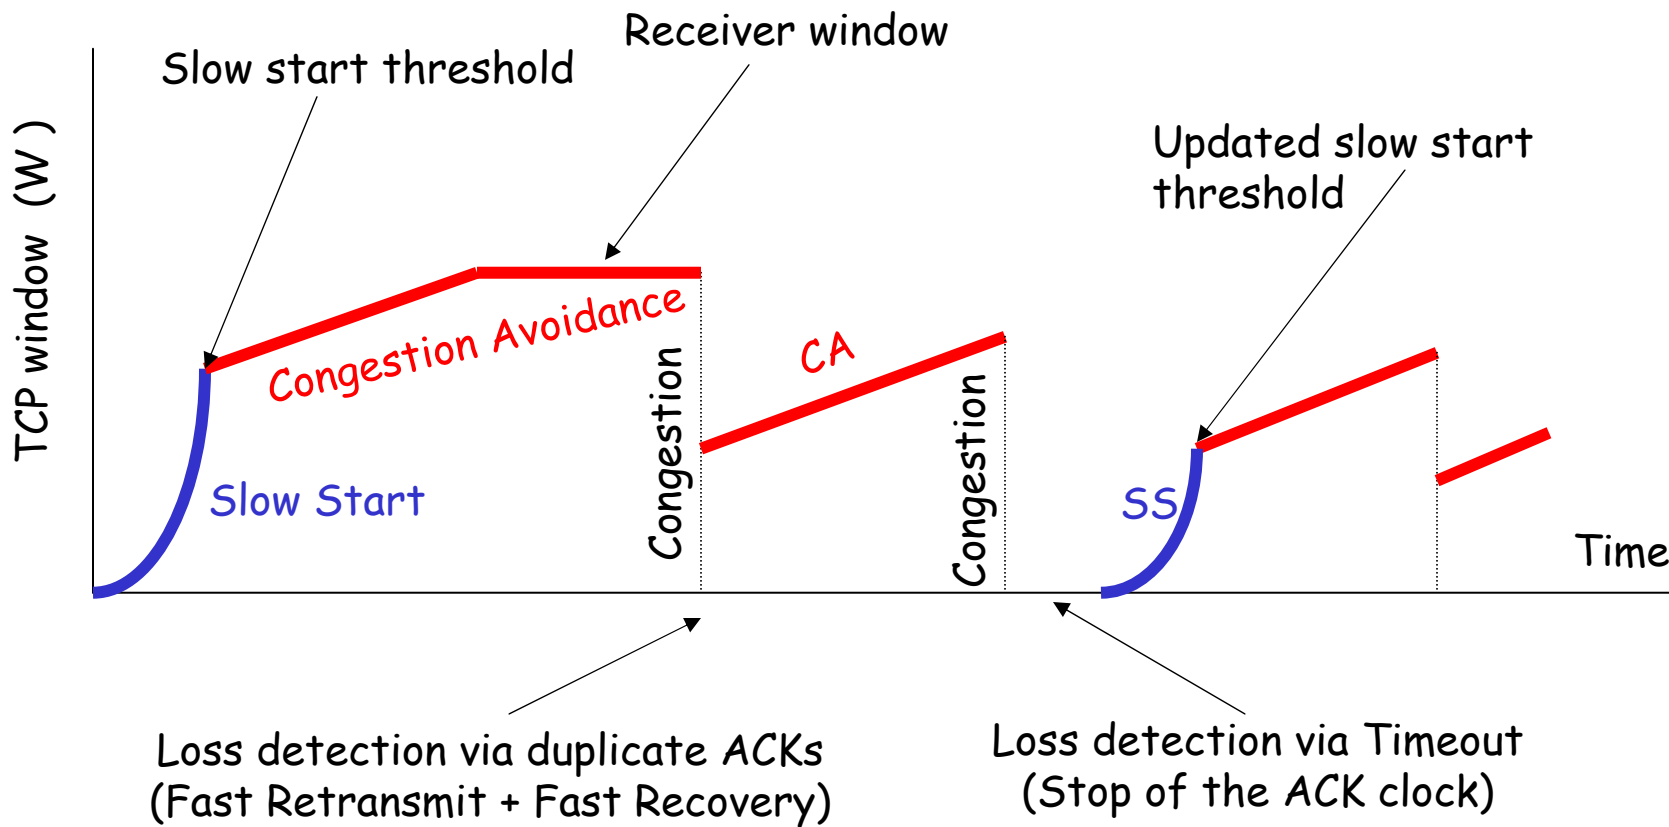 Receiver window
Slow start threshold
Updated slow start
threshold
TCP window (W )
Congestion Avoidance
CA
Congestion
Congestion
Slow Start
SS
Time
Loss detection via duplicate ACKs
(Fast Retransmit + Fast Recovery)
Loss detection via Timeout
(Stop of the ACK clock)